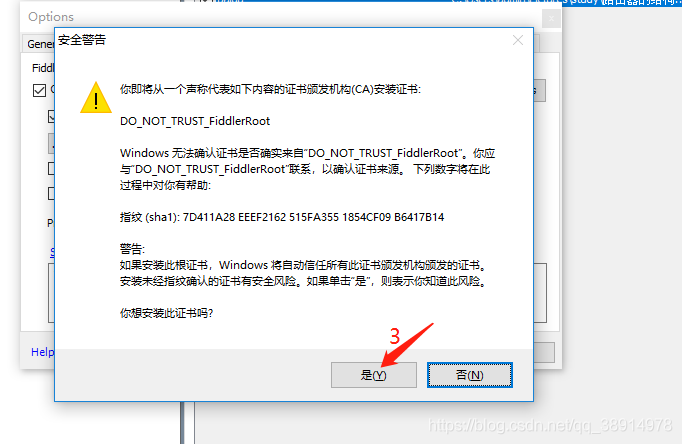 Options
安全警告
Gener
Fiddl
你即将从一个声称代表如下内容的证书颁发机构(CA)安装证书:
DO_NOT_TRUST_FiddlerRoot
Windows 无法确认证书是否确实来自“DO_NOT_TRUST_FiddlerRoot”。你应
与“DO_NOT_TRUST_FiddlerRoot”联系，以确认证书来源。 下列数字将在此
过程中对你有帮助:
指纹 (sha1): 7D411A28 EEEF2162 515FA355 1854CF09 B6417B14
警告:
如果安装此根证书，Windows 将自动信任所有此证书颁发机构颁发的证书。
安装未经指纹确认的证书有安全风险。如果单击“是”，则表示你知道此风险。
你想安装此证书吗?
3
Help
是(Y)
否(N)
https://blog.csdn.net/qq_38914978